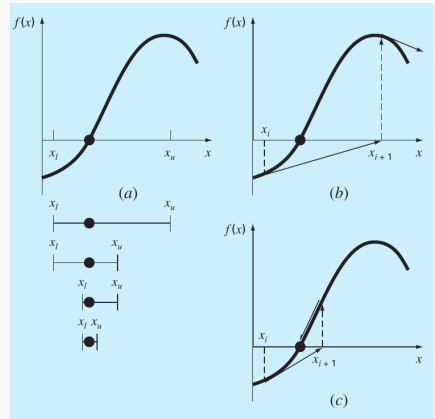 f(x)
x_l
x_u
x
(a)
x_l
x_u
x_l
x_u
x_l
x_u
x_l x_u
f(x)
x_i
x_{i+1}
x
(b)
f(x)
x_i
x_{i+1}
x
(c)